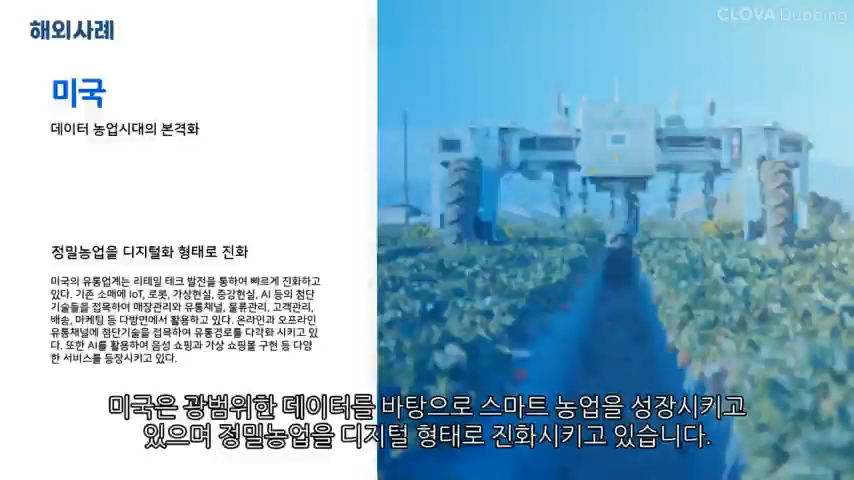 해외사례
CLOVA Dubbing
미국
데이터 농업시대의 본격화
정밀농업을 디지털화 형태로 진화
미국의 유통업계는 리테일 테크 발전을 통하여 빠르게 진화하고
있다. 기존 소매에 IoT, 로봇, 가상현실, 증강현실, AI 등의 첨단
기술들을 접목하여 매장관리와 유통채널, 물류관리, 고객관리,
배송, 마케팅 등 다방면에서 활용하고 있다. 온라인과 오프라인
유통채널에 첨단기술을 접목하여 유통경로를 다각화 시키고 있
다. 또한 AI를 활용하여 음성 쇼핑과 가상 쇼핑몰 구현 등 다양
한 서비스를 등장시키고 있다.
미국은 광범위한 데이터를 바탕으로 스마트 농업을 성장시키고
있으며 정밀농업을 디지털 형태로 진화시키고 있습니다.